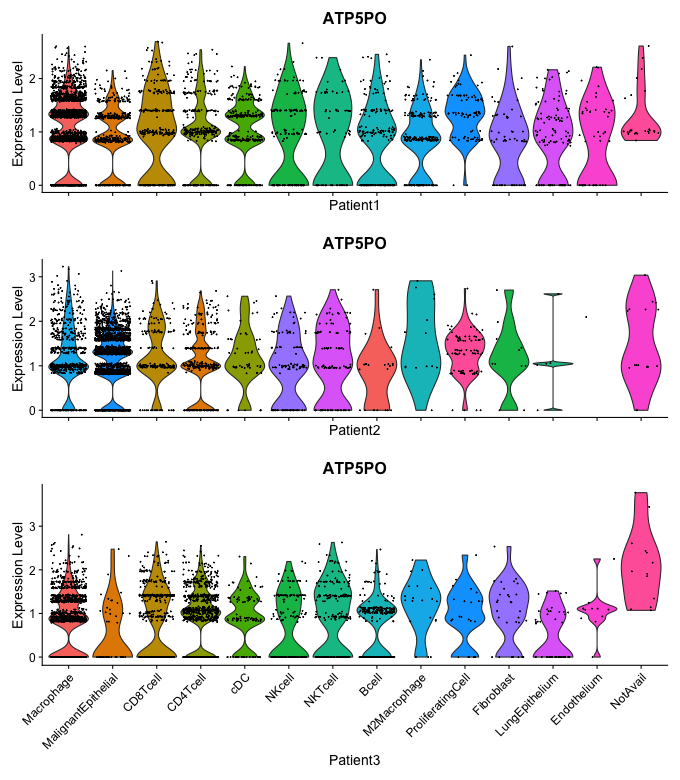 ATP5PO
Expression Level
2
1
0
Patient1
ATP5PO
Expression Level
3
2
1
0
Patient2
ATP5PO
Expression Level
3
2
1
0
Macrophage
MalignantEpithelial
CD8Tcell
CD4Tcell
cDC
NKcell
NKTcell
Bcell
M2Macrophage
ProliferatingCell
Fibroblast
LungEpithelium
Endothelium
NotAvail
Patient3